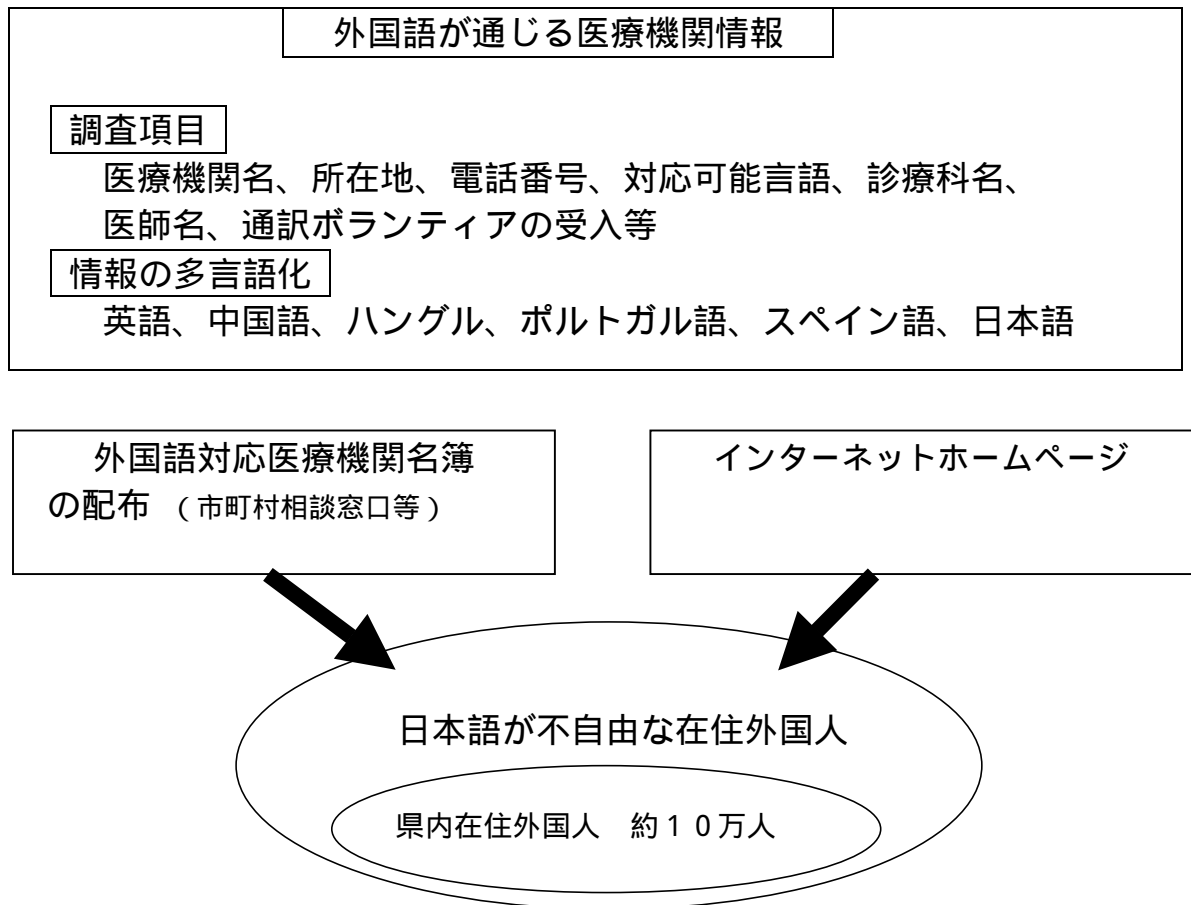 外国語が通じる医療機関情報
調査項目
医療機関名、所在地、電話番号、対応可能言語、診療科名、
医師名、通訳ボランティアの受入等
情報の多言語化
英語、中国語、ハングル、ポルトガル語、スペイン語、日本語
外国語対応医療機関名簿
の配布 （市町村相談窓口等）
インターネットホームページ
日本語が不自由な在住外国人
県内在住外国人 約１０万人